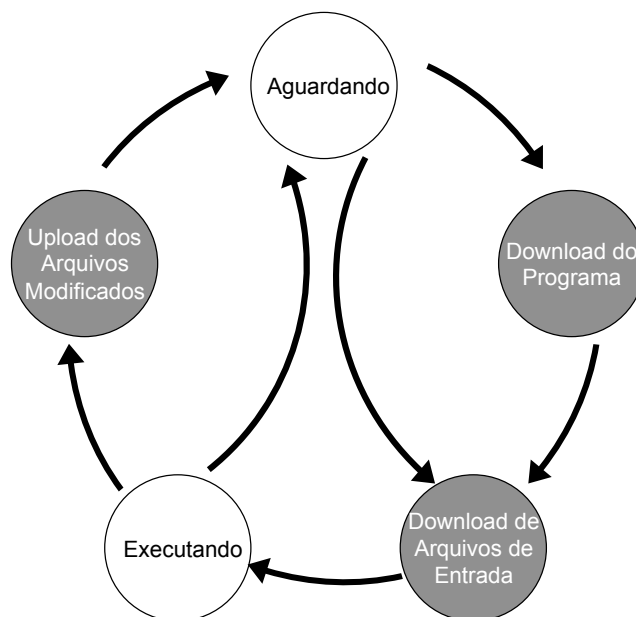 Aguardando
Download do
Programa
Download de
Arquivos de
Entrada
Executando
Upload dos
Arquivos
Modificados